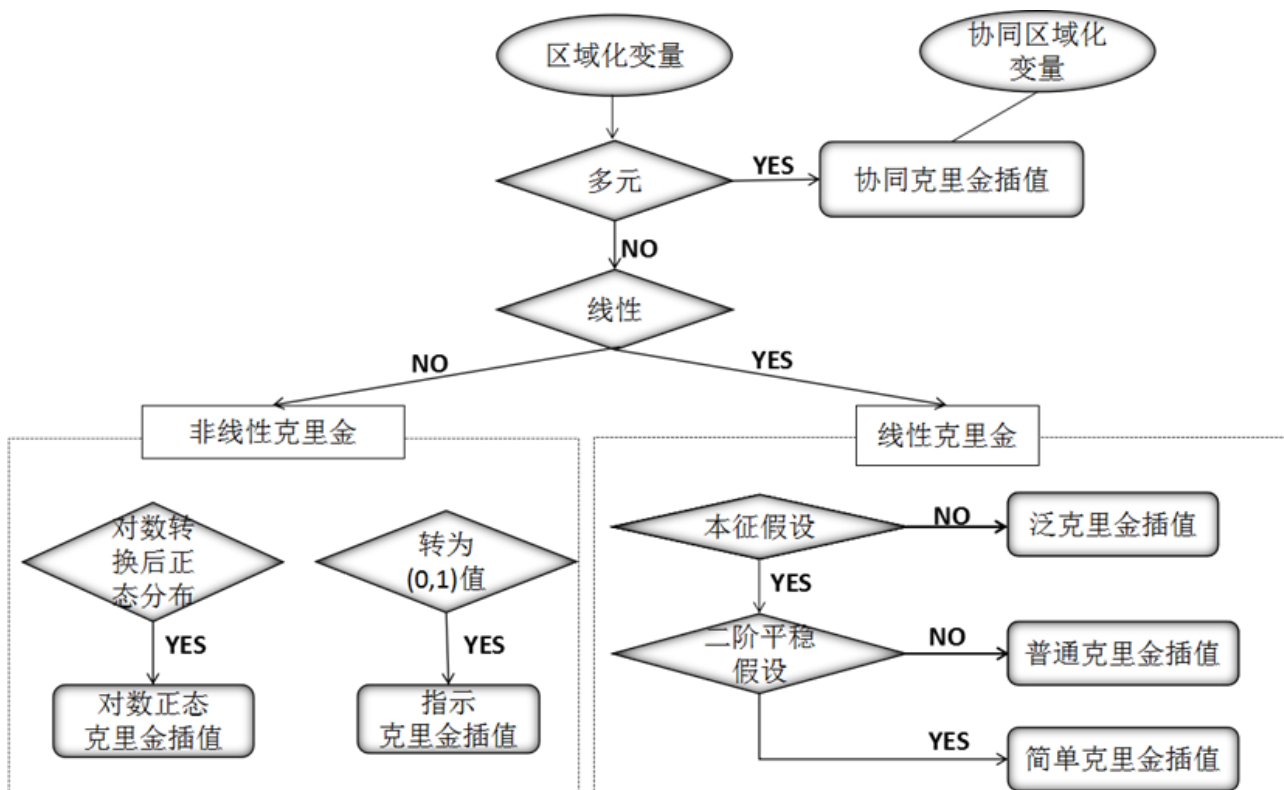 区域化变量
协同区域化
变量
多元
YES
协同克里金插值
NO
线性
NO
YES
非线性克里金
线性克里金
对数转
换后正
态分布
YES
对数正态
克里金插值
转为
(0,1)值
YES
指示
克里金插值
本征假设
NO
泛克里金插值
YES
二阶平稳
假设
NO
普通克里金插值
YES
简单克里金插值